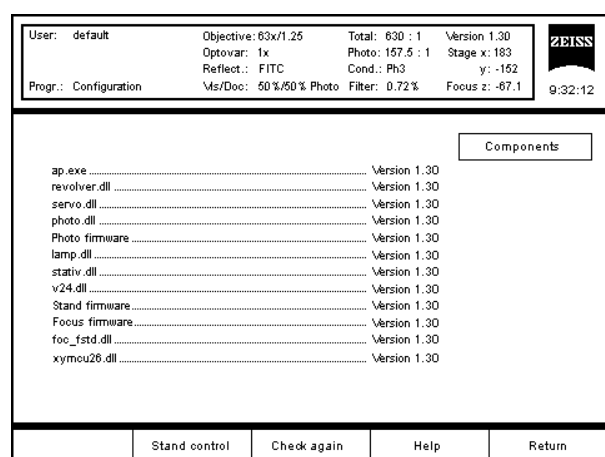 User: default Objective: 63x/1.25 Total: 630 : 1 Version 1.30
Optovar: 1x Photo: 157.5 : 1 Stage x: 183
Reflect.: FITC Cond.: Ph3 y: -152
Progr.: Configuration Vis/Doc: 50%/50% Photo Filter: 0.72% Focus z: -67.1
ZEISS
9:32:12
Components
ap.exe Version 1.30
revolver.dll Version 1.30
servo.dll Version 1.30
photo.dll Version 1.30
Photo firmware Version 1.30
lamp.dll Version 1.30
stativ.dll Version 1.30
v24.dll Version 1.30
Stand firmware Version 1.30
Focus firmware Version 1.30
foc_fstd.dll Version 1.30
xymcu26.dll Version 1.30
Stand control Check again Help Return